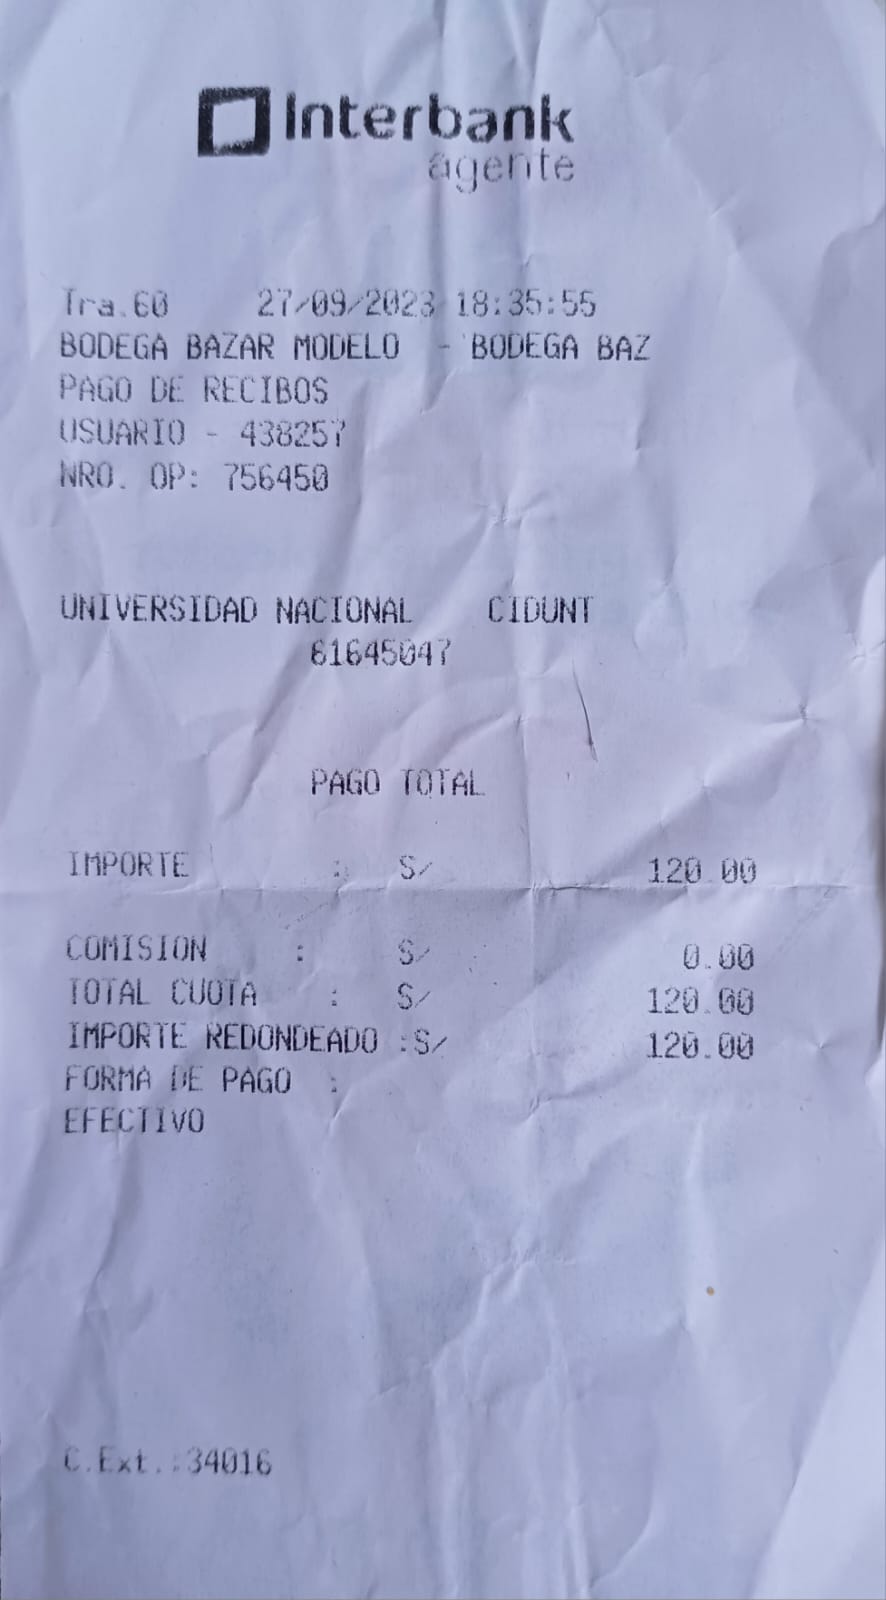 Interbank
agente
Tra.60 27/09/2023 18:35:55
BODEGA BAZAR MODELO - BODEGA BAZ
PAGO DE RECIBOS
USUARIO - 438257
NRO. OP: 756450
UNIVERSIDAD NACIONAL CIDUNT
61645047
PAGO TOTAL
IMPORTE : S/ 120.00
COMISION : S/ 0.00
TOTAL CUOTA : S/ 120.00
IMPORTE REDONDEADO :S/ 120.00
FORMA DE PAGO :
EFECTIVO
C.Ext.:34016